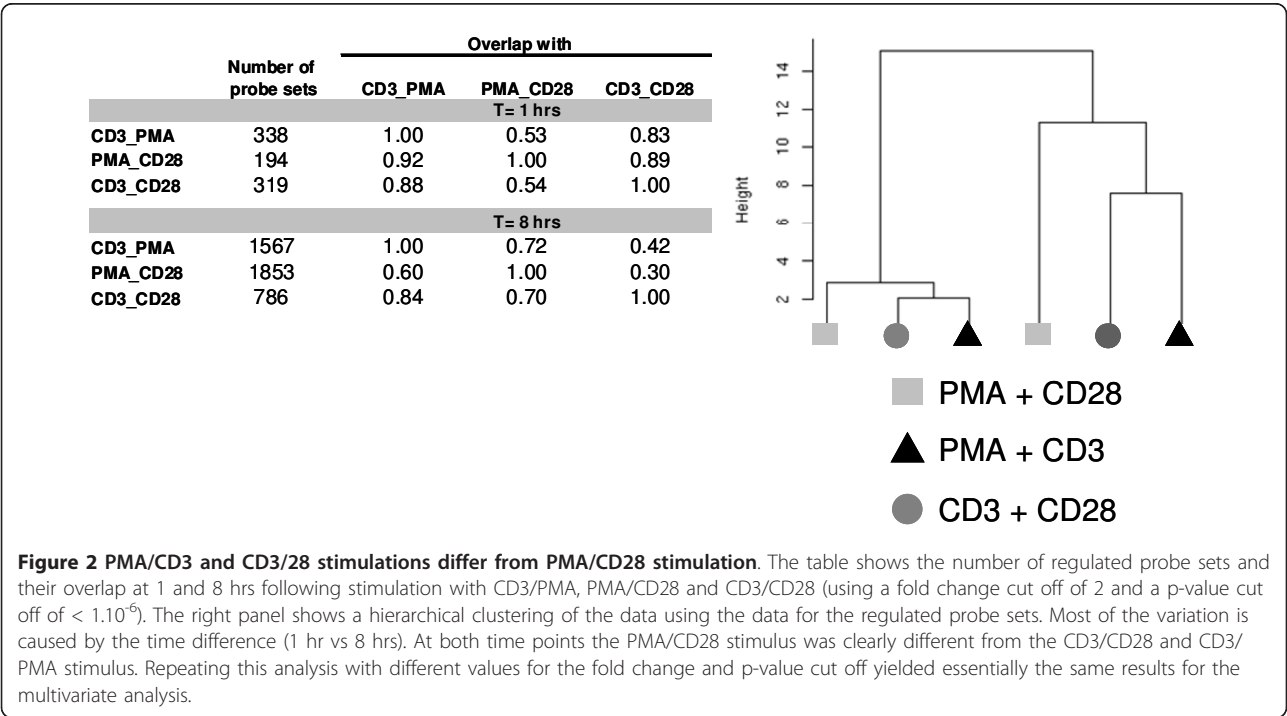 Overlap with
Number of
probe sets CD3_PMA PMA_CD28 CD3_CD28
T= 1 hrs
CD3_PMA 338 1.00 0.53 0.83
PMA_CD28 194 0.92 1.00 0.89
CD3_CD28 319 0.88 0.54 1.00
T= 8 hrs
CD3_PMA 1567 1.00 0.72 0.42
PMA_CD28 1853 0.60 1.00 0.30
CD3_CD28 786 0.84 0.70 1.00
Height
14
12
10
8
6
4
2
PMA + CD28
PMA + CD3
CD3 + CD28
Figure 2 PMA/CD3 and CD3/28 stimulations differ from PMA/CD28 stimulation. The table shows the number of regulated probe sets and
their overlap at 1 and 8 hrs following stimulation with CD3/PMA, PMA/CD28 and CD3/CD28 (using a fold change cut off of 2 and a p-value cut
off of < 1.10⁻⁶). The right panel shows a hierarchical clustering of the data using the data for the regulated probe sets. Most of the variation is
caused by the time difference (1 hr vs 8 hrs). At both time points the PMA/CD28 stimulus was clearly different from the CD3/CD28 and CD3/
PMA stimulus. Repeating this analysis with different values for the fold change and p-value cut off yielded essentially the same results for the
multivariate analysis.